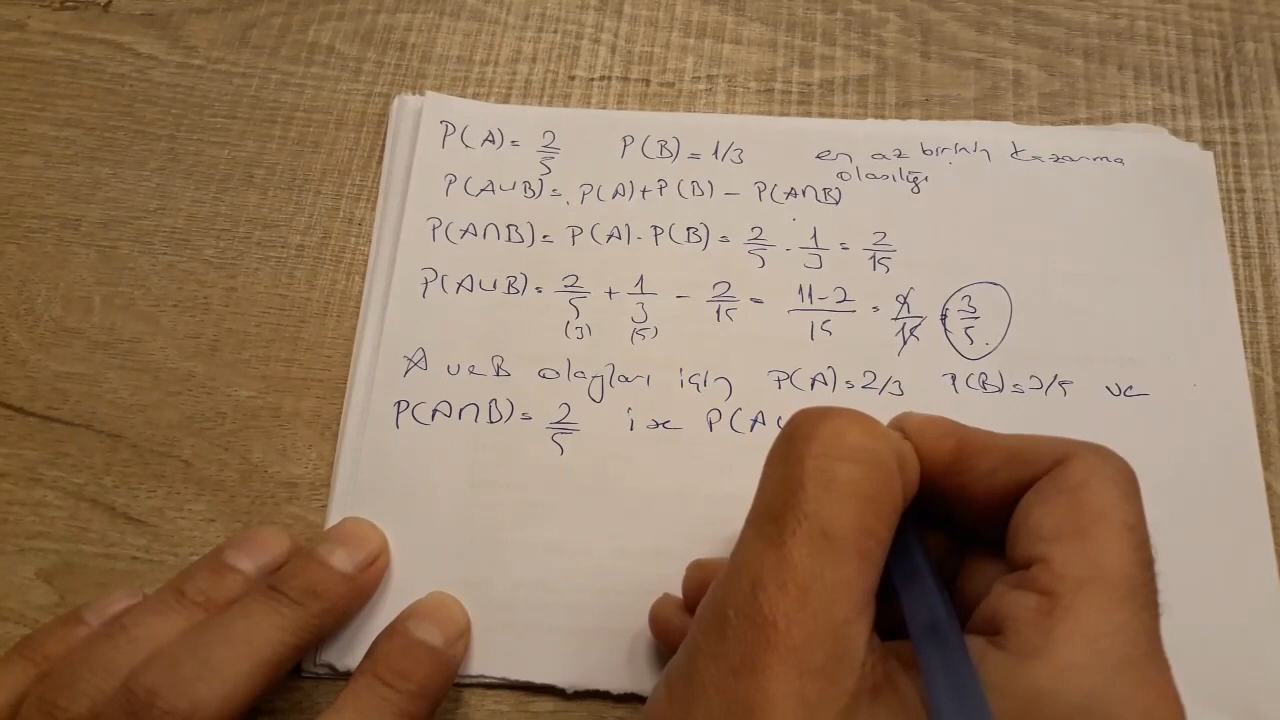 P(A) = 2/5 P(B) = 1/3 en az birinin kazanma
olasılığı
P(A∪B) = P(A) + P(B) - P(A∩B)
P(A∩B) = P(A) . P(B) = 2/5 . 1/3 = 2/15
P(A∪B) = 2/5 + 1/3 - 2/15 = 11-2/15 = 9/15 = 3/5
(3) (5)
A ve B olayları için P(A) = 2/3 P(B) = 3/5 ve
P(A∩B) = 2/5 ise P(A